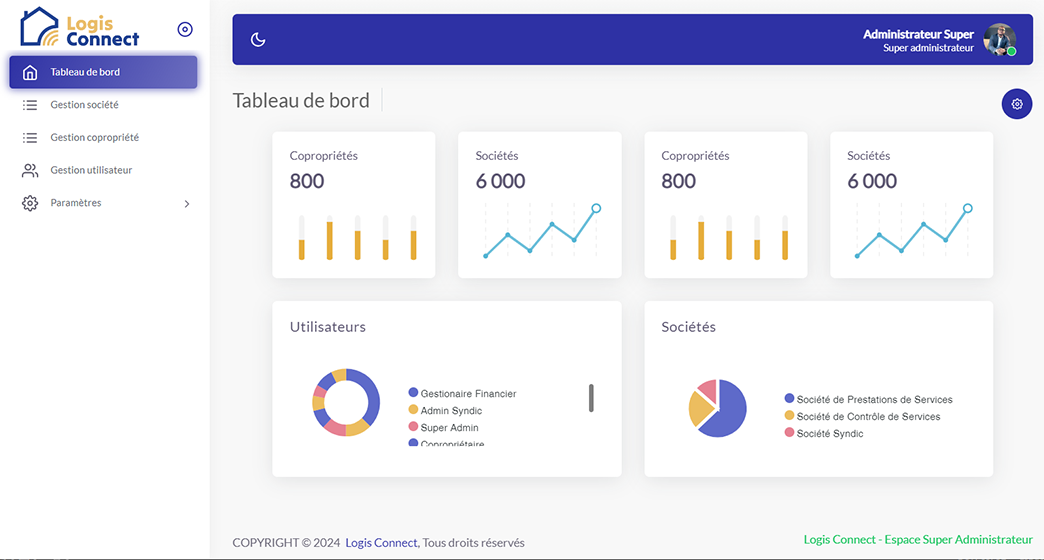 Logis
Connect
Tableau de bord
Gestion société
Gestion copropriété
Gestion utilisateur
Paramètres
Administrateur Super
Super administrateur
Tableau de bord
Copropriétés
800
Sociétés
6 000
Copropriétés
800
Sociétés
6 000
Utilisateurs
Gestionaire Financier
Admin Syndic
Super Admin
Copropriétaire
Sociétés
Société de Prestations de Services
Société de Contrôle de Services
Société Syndic
COPYRIGHT © 2024 Logis Connect, Tous droits réservés
Logis Connect - Espace Super Administrateur